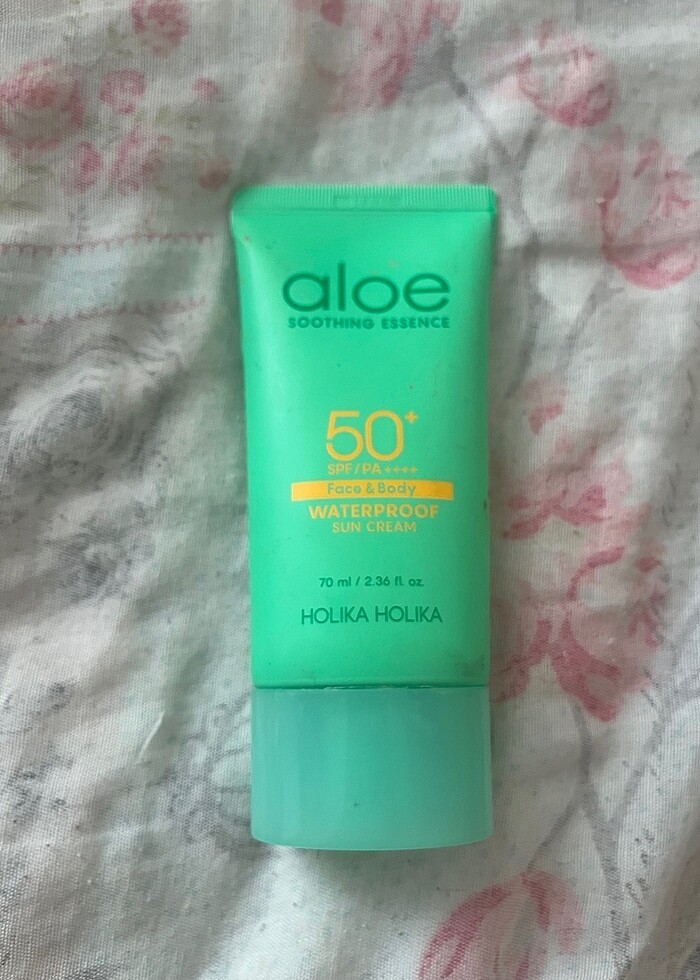 aloe
SOOTHING ESSENCE
50+
SPF/PA++++
Face & Body
WATERPROOF
SUN CREAM
70 ml / 2.36 fl. oz.
HOLIKA HOLIKA